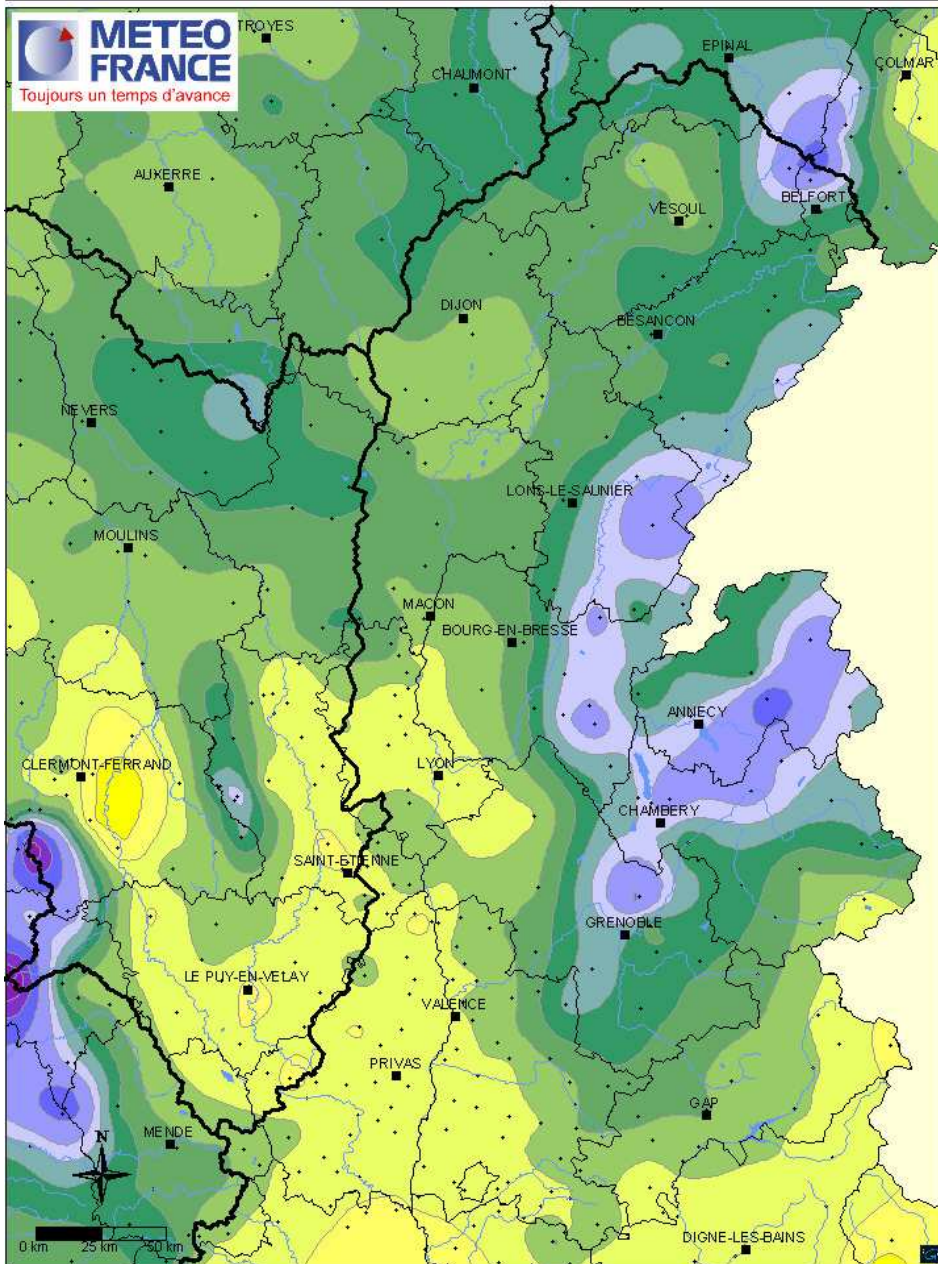 METEO
FRANCE
Toujours un temps d'avance
TROYES
EPINAL
COLMAR
CHAUMONT
AUXERRE
BELFORT
VESOUL
DIJON
BESANCON
NEVERS
LONS-LE-SAUNIER
MOULINS
MACON
BOURG-EN-BRESSE
ANNECY
CLERMONT-FERRAND
LYON
CHAMBERY
SAINT-ETIENNE
GRENOBLE
LE PUY-EN-VELAY
VALENCE
PRIVAS
GAP
MENDE
N
0 km 25 km 50 km
DIGNE-LES-BAINS